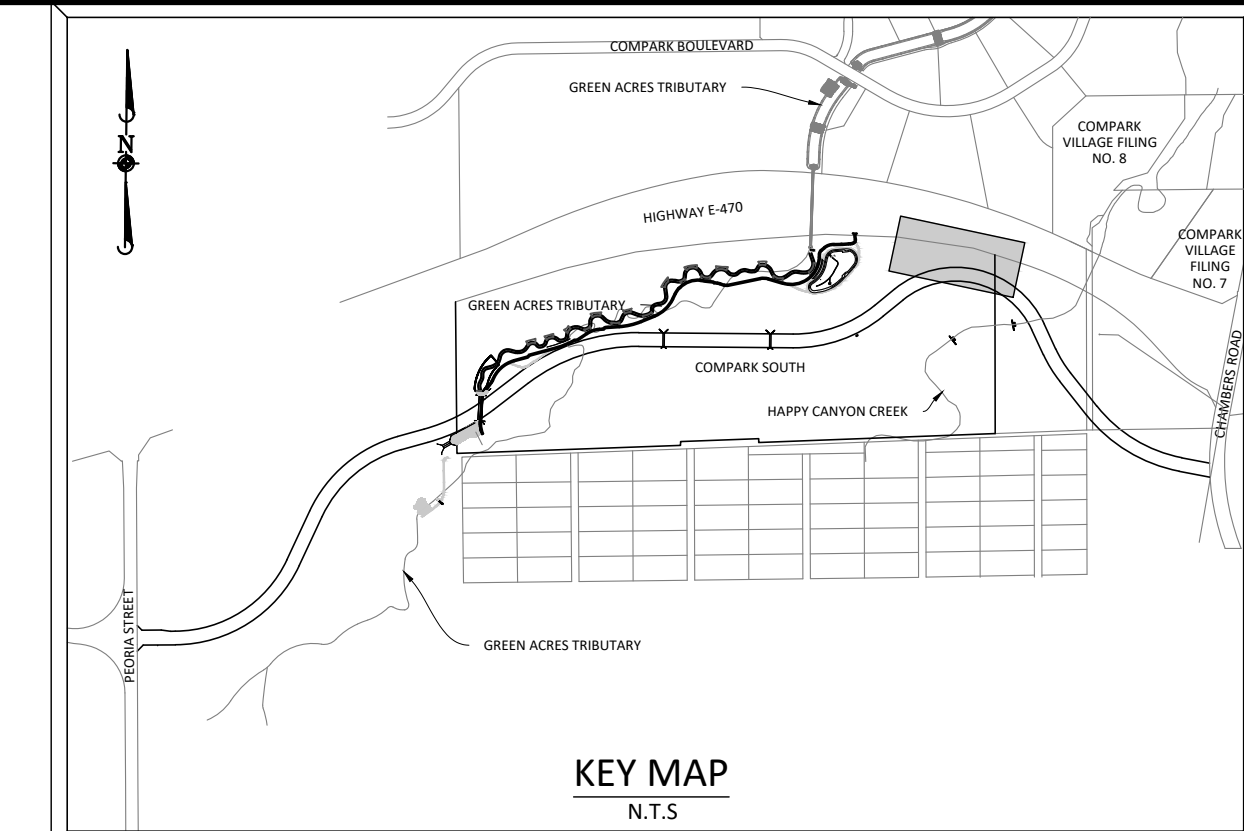 COMPARK BOULEVARD
GREEN ACRES TRIBUTARY
COMPARK
VILLAGE FILING
NO. 8
N
HIGHWAY E-470
COMPARK
VILLAGE
FILING
NO. 7
GREEN ACRES TRIBUTARY
COMPARK SOUTH
HAPPY CANYON CREEK
CHAMBERS ROAD
PEORIA STREET
GREEN ACRES TRIBUTARY
KEY MAP
N.T.S